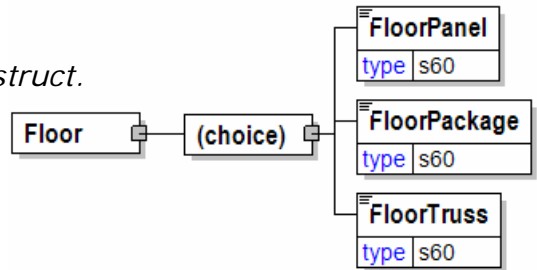 struct.
Floor
(choice)
FloorPanel
type s60
FloorPackage
type s60
FloorTruss
type s60